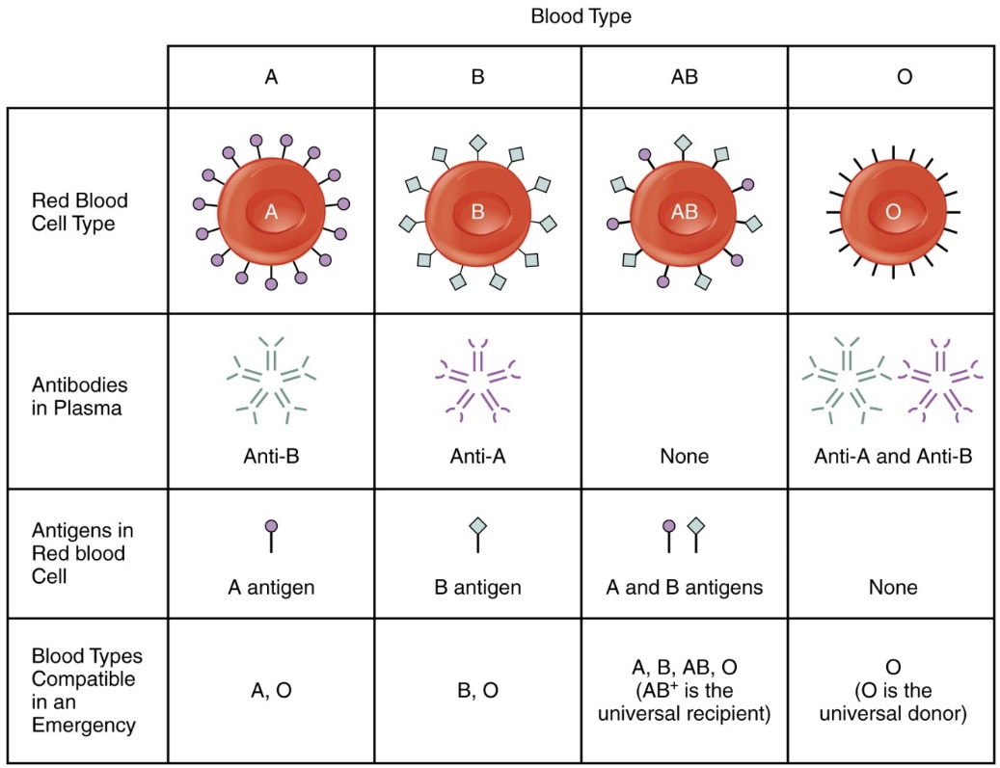 Blood Type
A
B
AB
O
Red Blood
Cell Type
A
B
AB
O
Antibodies
in Plasma
Anti-B
Anti-A
None
Anti-A and Anti-B
Antigens in
Red blood
Cell
A antigen
B antigen
A and B antigens
None
Blood Types
Compatible
in an
Emergency
A, O
B, O
A, B, AB, O
(AB⁺ is the
universal recipient)
O
(O is the
universal donor)